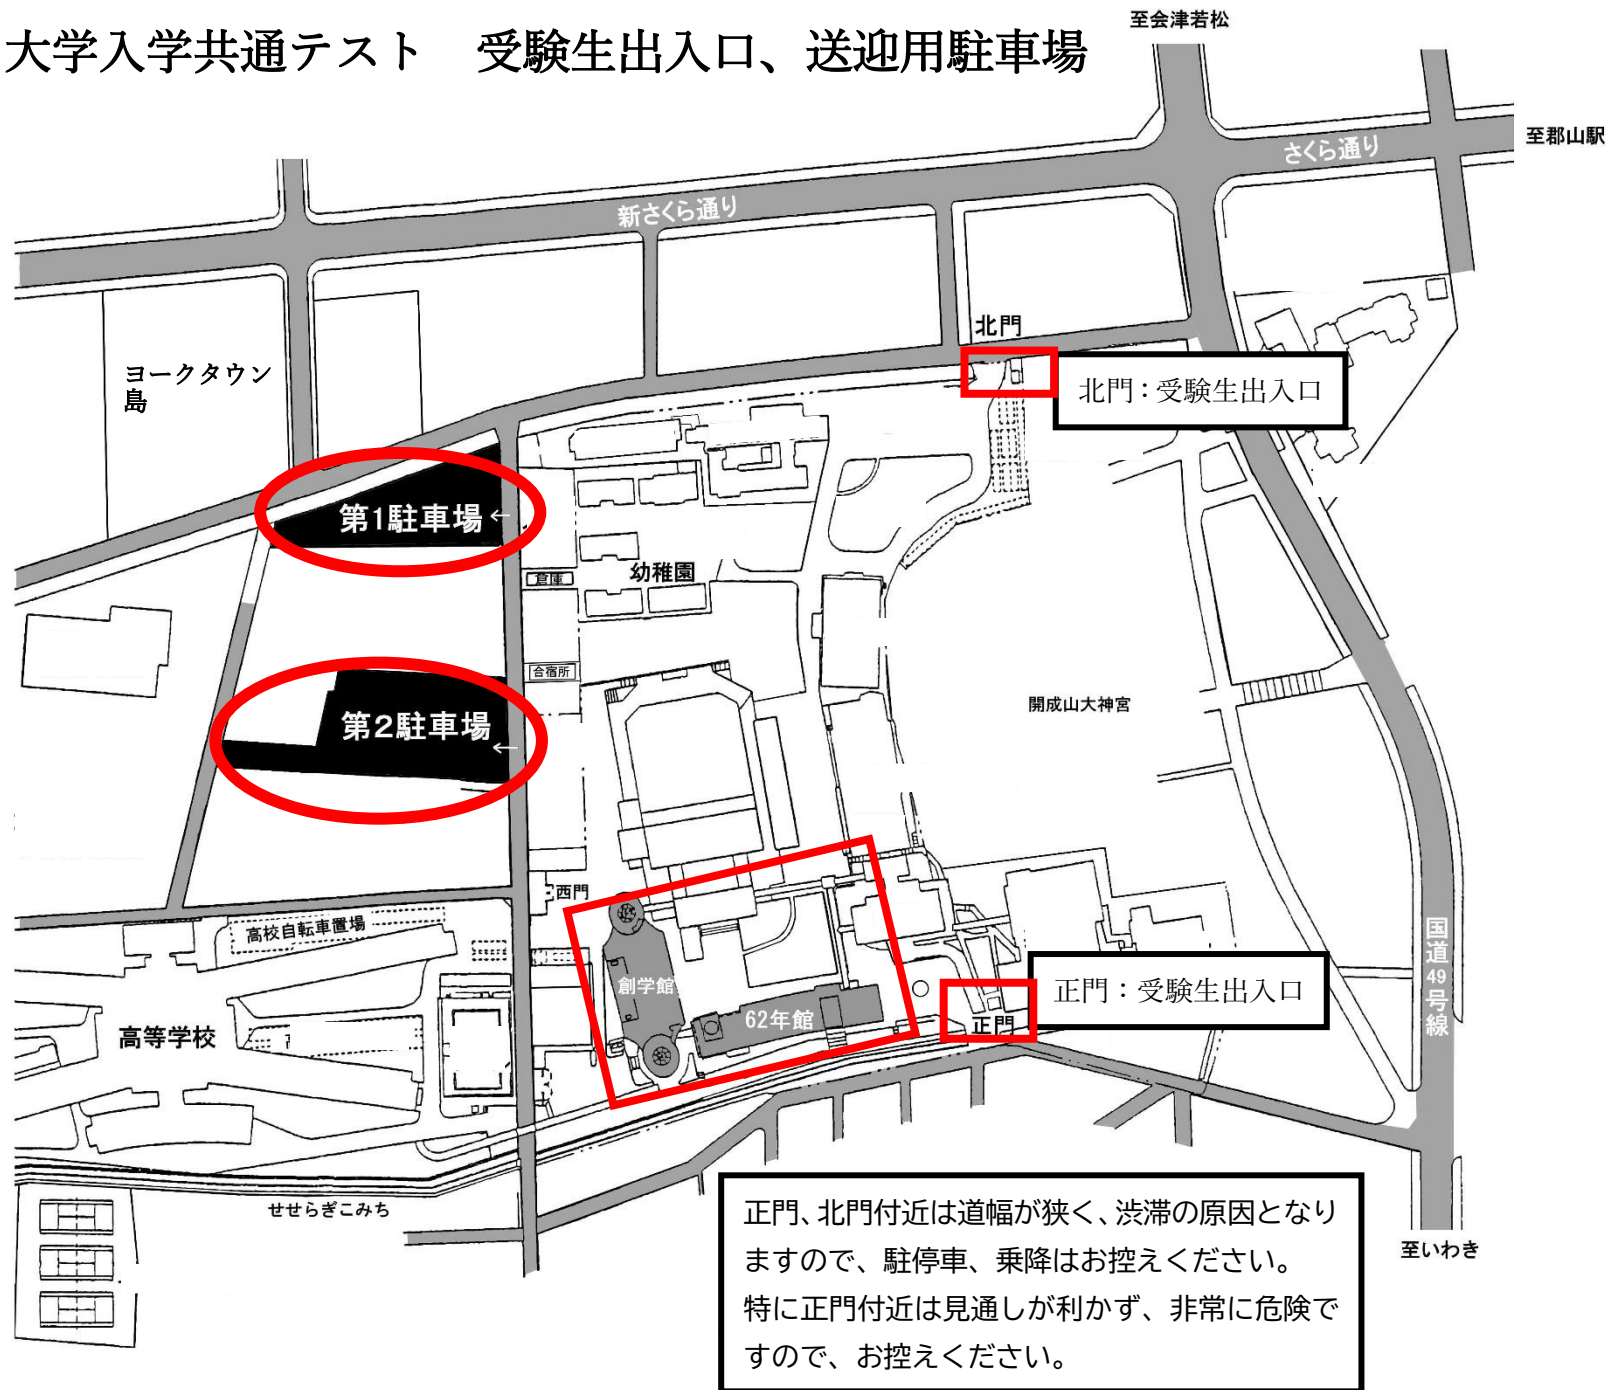 至会津若松
大学入学共通テスト　受験生出入口、送迎用駐車場
至郡山駅
さくら通り
新さくら通り
北門
ヨークタウン
島
北門：受験生出入口
第1駐車場←
倉庫
幼稚園
合宿所
開成山大神宮
第2駐車場
←
西門
高校自転車置場
国道49号線
創学館
正門：受験生出入口
62年館
正門
高等学校
せせらぎこみち
正門、北門付近は道幅が狭く、渋滞の原因となり
ますので、駐停車、乗降はお控えください。
特に正門付近は見通しが利かず、非常に危険で
すので、お控えください。
至いわき